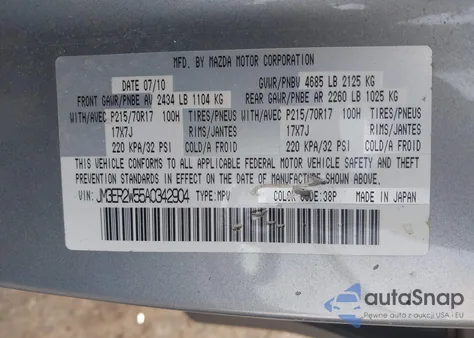 MFD. BY MAZDA MOTOR CORPORATION
DATE 07/10 GVWR/PNBV 4685 LB 2125 KG
FRONT GAWR/PNBE AV 2434 LB 1104 KG REAR GAWR/PNBE AR 2260 LB 1025 KG
WITH/AVEC P215/70R17 100H TIRES/PNEUS WITH/AVEC P215/70R17 100H TIRES/PNEUS
17X7J RIMS/JANTES 17X7J RIMS/JANTES
220 KPA/32 PSI COLD/A FROID 220 KPA/32 PSI COLD/A FROID
THIS VEHICLE CONFORMS TO ALL APPLICABLE FEDERAL MOTOR VEHICLE SAFETY AND THEFT
PREVENTION STANDARDS IN EFFECT ON THE DATE OF MANUFACTURE SHOWN ABOVE.
VIN: JM3ER2W55A0342904 TYPE:MPV COLOR CODE:38P MADE IN JAPAN
autoSnap
Pewne auta z aukcji USA - EU